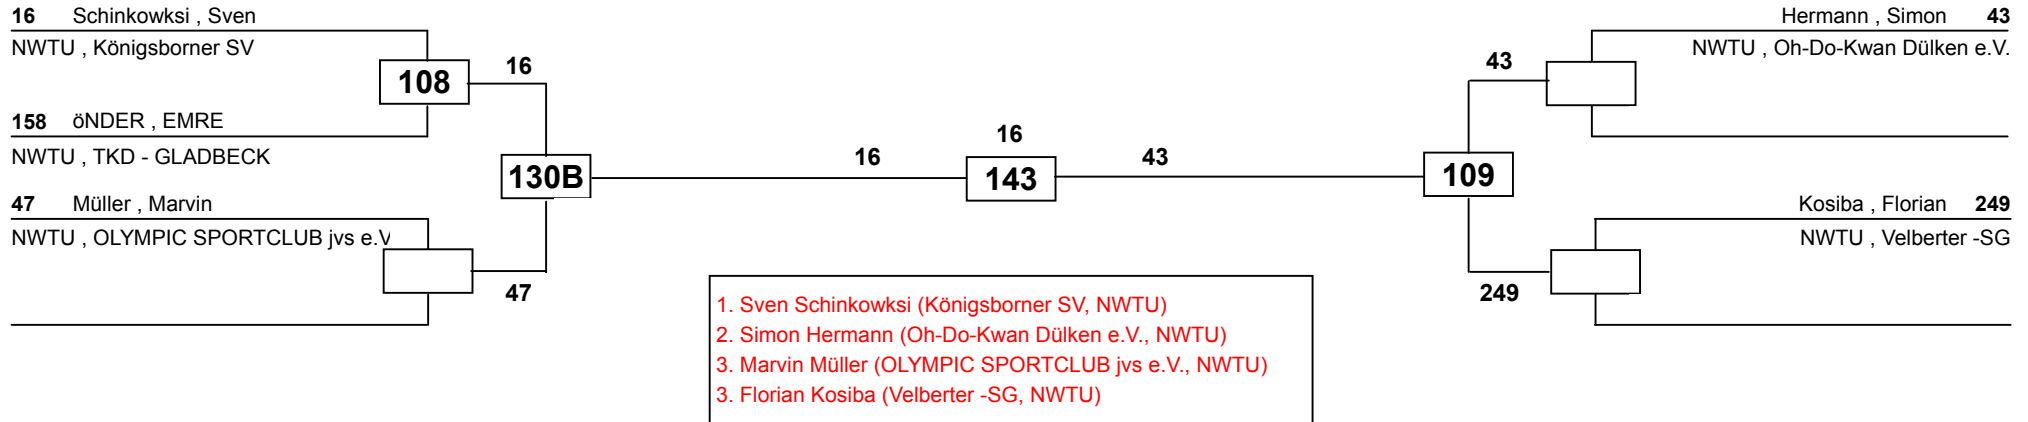 16 Schinkowksi , Sven
NWTU , Königsborner SV
108
16
158 öNDER , EMRE
NWTU , TKD - GLADBECK
130B
47 Müller , Marvin
NWTU , OLYMPIC SPORTCLUB jvs e.V
47
16
16
143
43
Hermann , Simon 43
NWTU , Oh-Do-Kwan Dülken e.V.
43
109
Kosiba , Florian 249
NWTU , Velberter -SG
249
1. Sven Schinkowksi (Königsborner SV, NWTU)
2. Simon Hermann (Oh-Do-Kwan Dülken e.V., NWTU)
3. Marvin Müller (OLYMPIC SPORTCLUB jvs e.V., NWTU)
3. Florian Kosiba (Velberter -SG, NWTU)